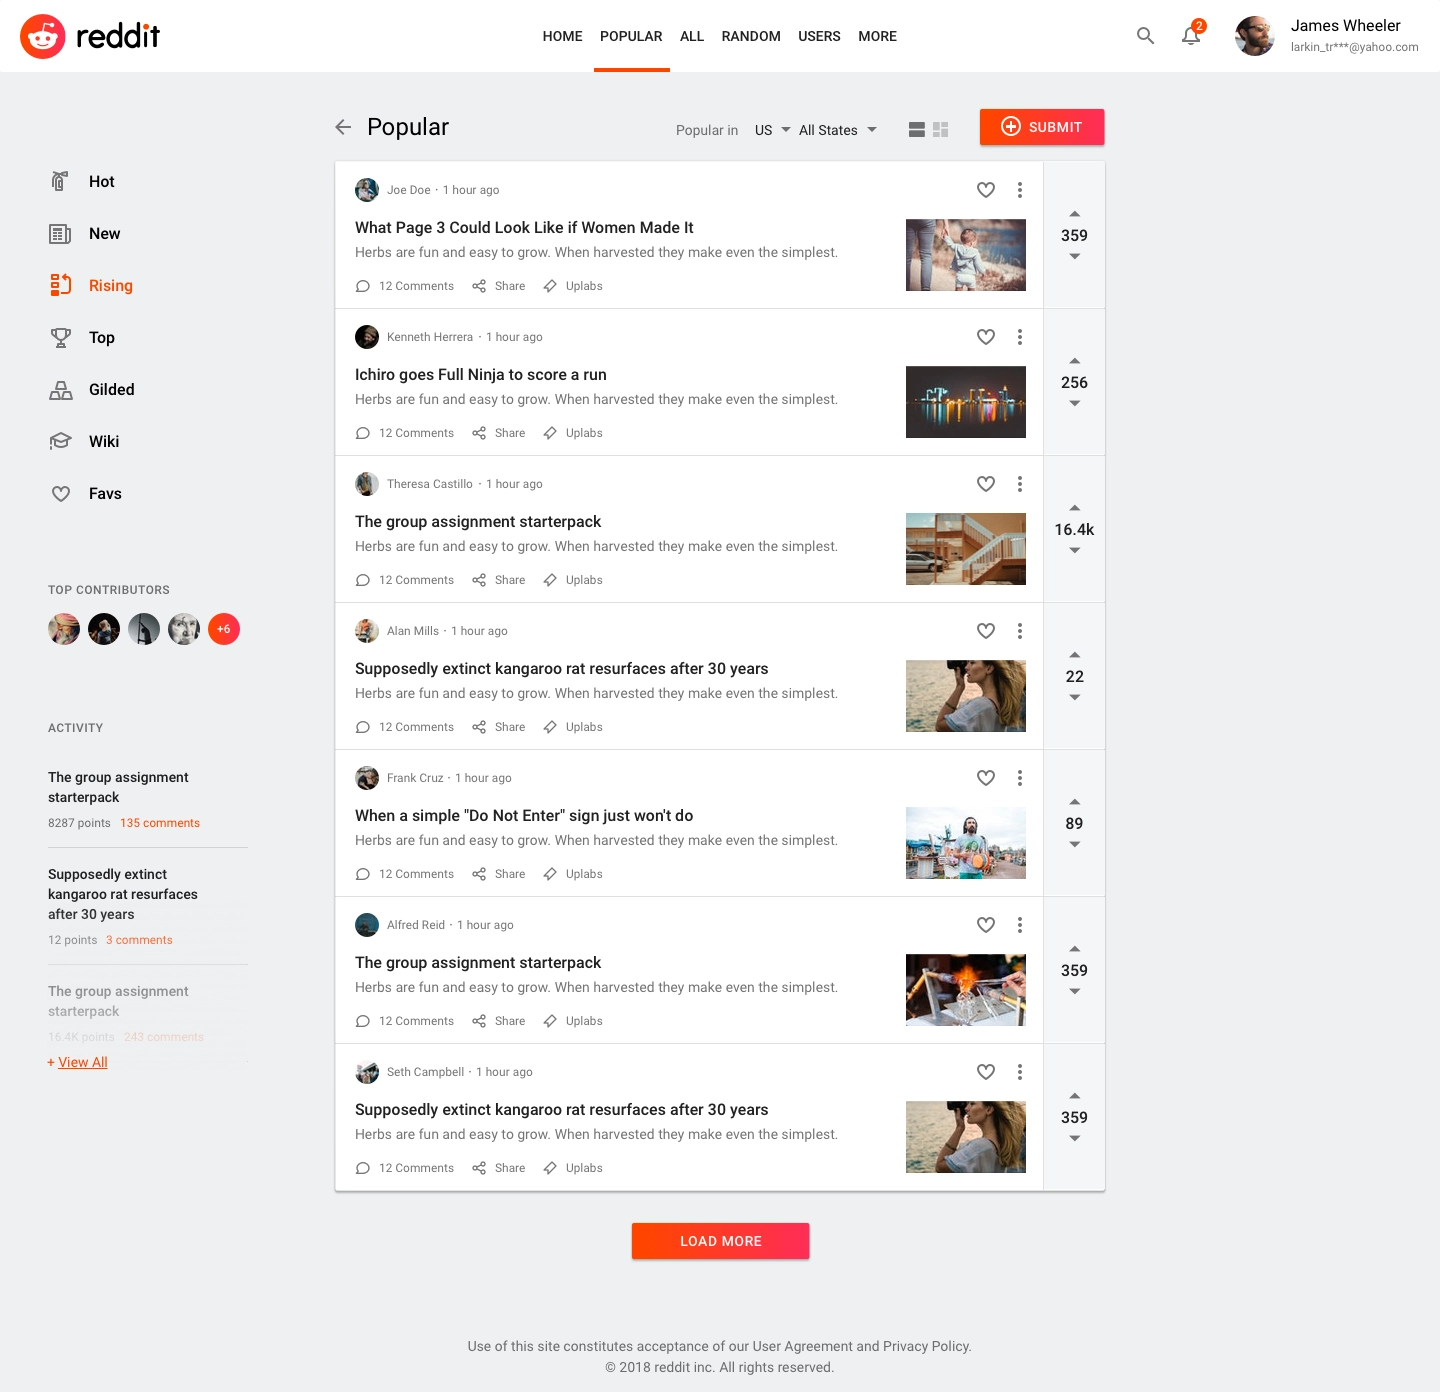 reddit
HOME POPULAR ALL RANDOM USERS MORE
2
James Wheeler
larkin_tr***@yahoo.com
Popular
Popular in US All States
SUBMIT
Hot
New
Rising
Top
Gilded
Wiki
Favs
TOP CONTRIBUTORS
+6
ACTIVITY
The group assignment
starterpack
8287 points 135 comments
Supposedly extinct
kangaroo rat resurfaces
after 30 years
12 points 3 comments
The group assignment
starterpack
16.4K points 243 comments
+ View All
Joe Doe · 1 hour ago
What Page 3 Could Look Like if Women Made It
Herbs are fun and easy to grow. When harvested they make even the simplest.
12 Comments Share Uplabs
359
Kenneth Herrera · 1 hour ago
Ichiro goes Full Ninja to score a run
Herbs are fun and easy to grow. When harvested they make even the simplest.
12 Comments Share Uplabs
256
Theresa Castillo · 1 hour ago
The group assignment starterpack
Herbs are fun and easy to grow. When harvested they make even the simplest.
12 Comments Share Uplabs
16.4k
Alan Mills · 1 hour ago
Supposedly extinct kangaroo rat resurfaces after 30 years
Herbs are fun and easy to grow. When harvested they make even the simplest.
12 Comments Share Uplabs
22
Frank Cruz · 1 hour ago
When a simple "Do Not Enter" sign just won't do
Herbs are fun and easy to grow. When harvested they make even the simplest.
12 Comments Share Uplabs
89
Alfred Reid · 1 hour ago
The group assignment starterpack
Herbs are fun and easy to grow. When harvested they make even the simplest.
12 Comments Share Uplabs
359
Seth Campbell · 1 hour ago
Supposedly extinct kangaroo rat resurfaces after 30 years
Herbs are fun and easy to grow. When harvested they make even the simplest.
12 Comments Share Uplabs
359
LOAD MORE
Use of this site constitutes acceptance of our User Agreement and Privacy Policy.
© 2018 reddit inc. All rights reserved.